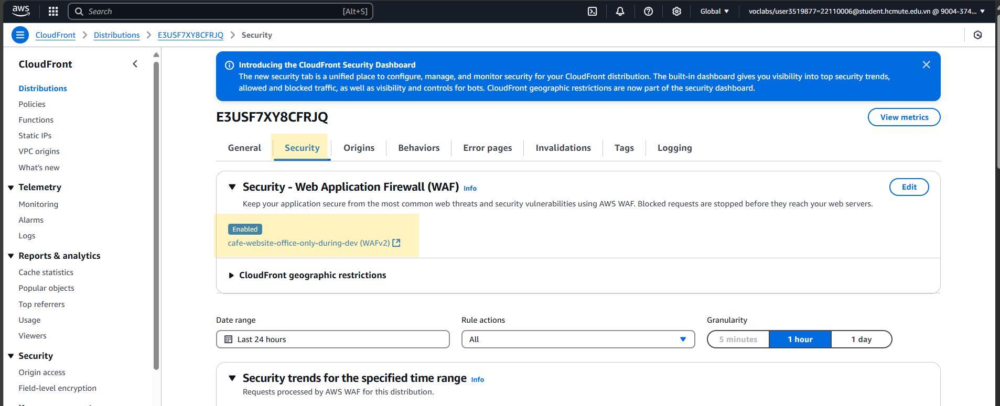 aws
Search
[Alt+S]
Global
voclabs/user3519877=22110006@student.hcmute.edu.vn @ 9004-374...
CloudFront
Distributions
E3USF7XY8CFRJQ
Security
CloudFront
Distributions
Policies
Functions
Static IPs
VPC origins
What's new
Telemetry
Monitoring
Alarms
Logs
Reports & analytics
Cache statistics
Popular objects
Top referrers
Usage
Viewers
Security
Origin access
Field-level encryption
Introducing the CloudFront Security Dashboard
The new security tab is a unified place to configure, manage, and monitor security for your CloudFront distribution. The built-in dashboard gives you visibility into top security trends,
allowed and blocked traffic, as well as visibility and controls for bots. CloudFront geographic restrictions are now part of the security dashboard.
E3USF7XY8CFRJQ
View metrics
General
Security
Origins
Behaviors
Error pages
Invalidations
Tags
Logging
Security - Web Application Firewall (WAF) Info
Edit
Keep your application secure from the most common web threats and security vulnerabilities using AWS WAF. Blocked requests are stopped before they reach your web servers.
Enabled
cafe-website-office-only-during-dev (WAFv2)
CloudFront geographic restrictions
Date range
Last 24 hours
Rule actions
All
Granularity
5 minutes
1 hour
1 day
Security trends for the specified time range Info
Requests processed by AWS WAF for this distribution.